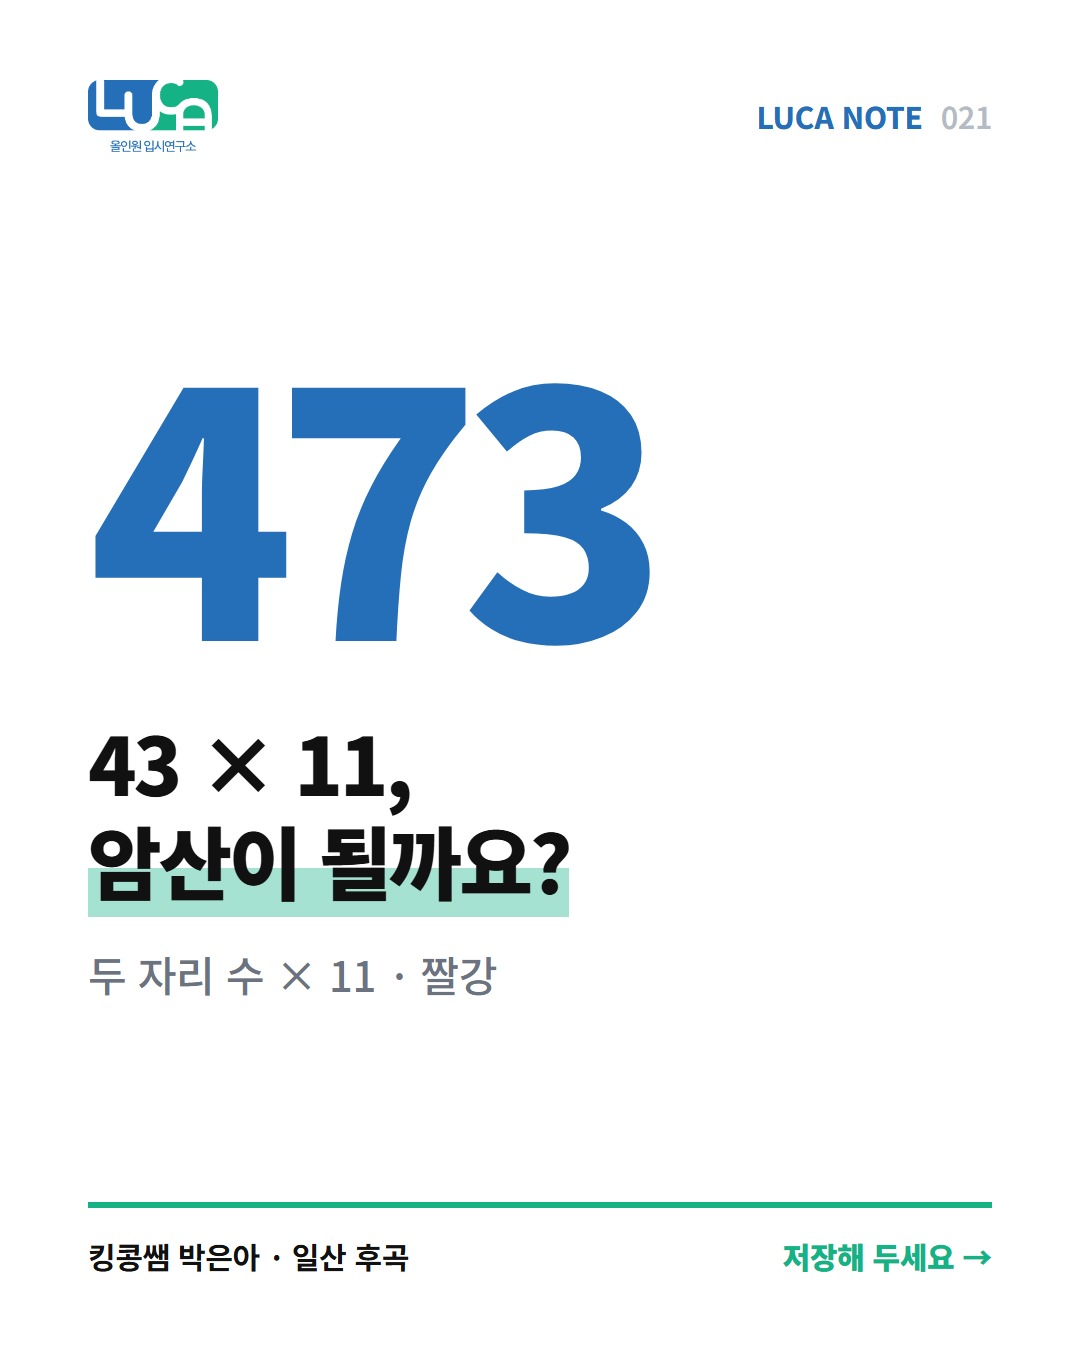 LUCA
올인원 입시연구소
LUCA NOTE 021
473
43 × 11,
암산이 될까요?
두 자리 수 × 11 · 짤강
킹콩쌤 박은아 · 일산 후곡
저장해 두세요 →